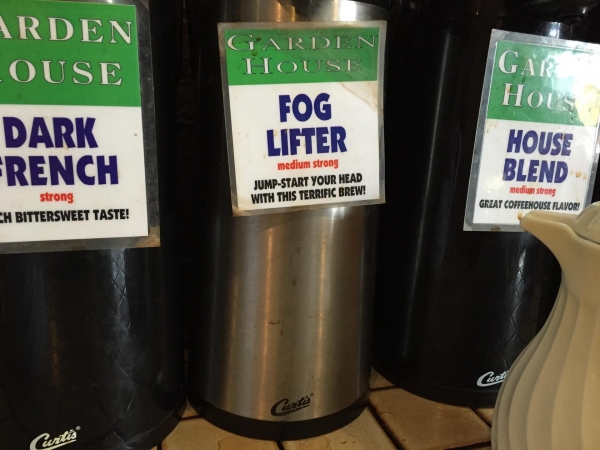 ARDEN
OUSE
DARK
FRENCH
strong
CH BITTERSWEET TASTE!
Curtis
GARDEN
HOUSE
FOG
LIFTER
medium strong
JUMP-START YOUR HEAD
WITH THIS TERRIFIC BREW!
Curtis
GARDE
HOUS
HOUSE
BLEND
medium strong
GREAT COFFEEHOUSE FLAVOR!
Curtis